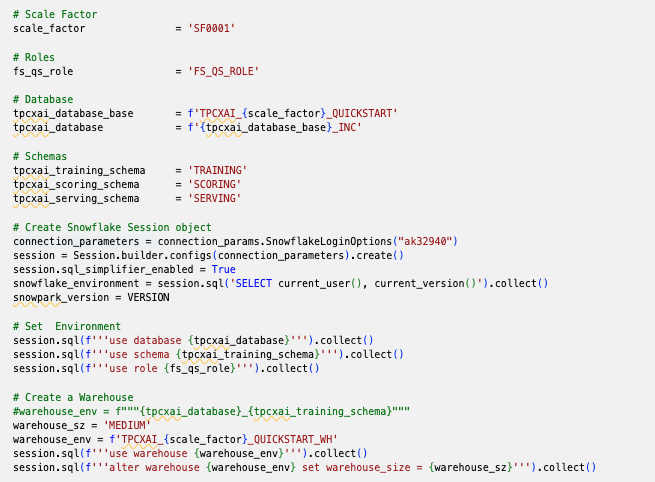 # Scale Factor
scale_factor = 'SF0001'
# Roles
fs_qs_role = 'FS_QS_ROLE'
# Database
tpcxai_database_base = f'TPCXAI_{scale_factor}_QUICKSTART'
tpcxai_database = f'{tpcxai_database_base}_INC'
# Schemas
tpcxai_training_schema = 'TRAINING'
tpcxai_scoring_schema = 'SCORING'
tpcxai_serving_schema = 'SERVING'
# Create Snowflake Session object
connection_parameters = connection_params.SnowflakeLoginOptions("ak32940")
session = Session.builder.configs(connection_parameters).create()
session.sql_simplifier_enabled = True
snowflake_environment = session.sql('SELECT current_user(), current_version()').collect()
snowpark_version = VERSION
# Set  Environment
session.sql(f'''use database {tpcxai_database}''').collect()
session.sql(f'''use schema {tpcxai_training_schema}''').collect()
session.sql(f'''use role {fs_qs_role}''').collect()
# Create a Warehouse
#warehouse_env = f"""{tpcxai_database}_{tpcxai_training_schema}"""
warehouse_sz = 'MEDIUM'
warehouse_env = f'TPCXAI_{scale_factor}_QUICKSTART_WH'
session.sql(f'''use warehouse {warehouse_env}''').collect()
session.sql(f'''alter warehouse {warehouse_env} set warehouse_size = {warehouse_sz}''').collect()